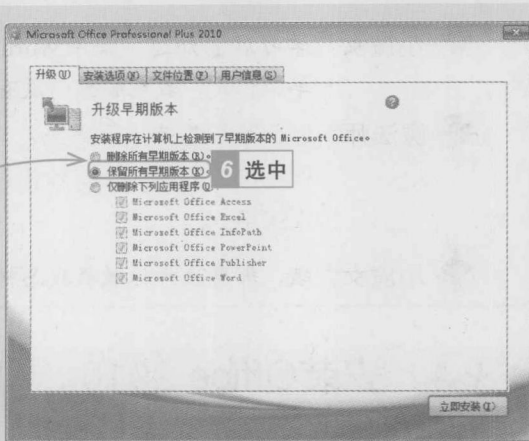 Microsoft Office Professional Plus 2010
升级(U) 安装选项(N) 文件位置(F) 用户信息(S)
升级早期版本
安装程序在计算机上检测到了早期版本的 Microsoft Office。
删除所有早期版本(R)。
保留所有早期版本(K)。
6 选中
仅删除下列应用程序(O)
Microsoft Office Access
Microsoft Office Excel
Microsoft Office InfoPath
Microsoft Office PowerPoint
Microsoft Office Publisher
Microsoft Office Word
立即安装(I)